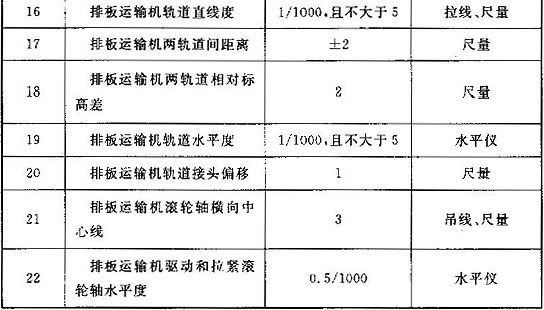 16 排板运输机轨道直线度 1/1000,且不大于5 拉线、尺量
17 排板运输机两轨道间距离 ±2 尺量
18 排板运输机两轨道相对标高差 2 尺量
19 排板运输机轨道水平度 1/1000,且不大于5 水平仪
20 排板运输机轨道接头偏移 1 尺量
21 排板运输机滚轮轴横向中心线 3 吊线、尺量
22 排板运输机驱动和拉紧滚轮轴水平度 0.5/1000 水平仪